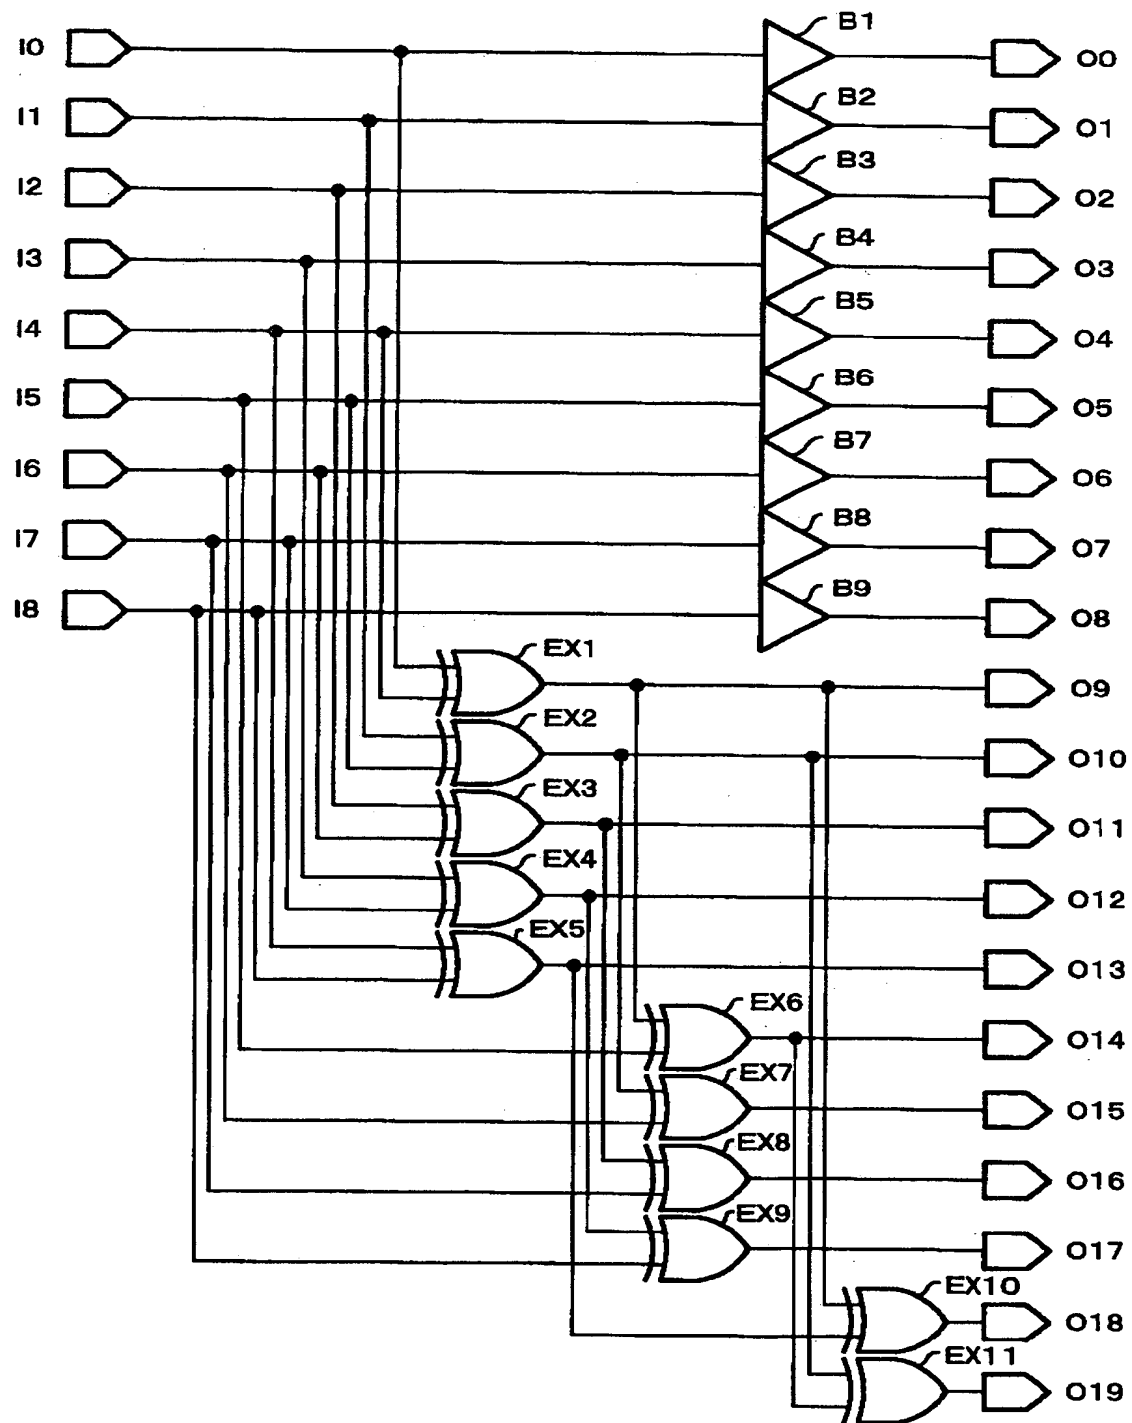 I0 B1 O0
I1 B2 O1
I2 B3 O2
I3 B4 O3
I4 B5 O4
I5 B6 O5
I6 B7 O6
I7 B8 O7
I8 B9 O8
EX1 O9
EX2 O10
EX3 O11
EX4 O12
EX5 O13
EX6 O14
EX7 O15
EX8 O16
EX9 O17
EX10 O18
EX11 O19